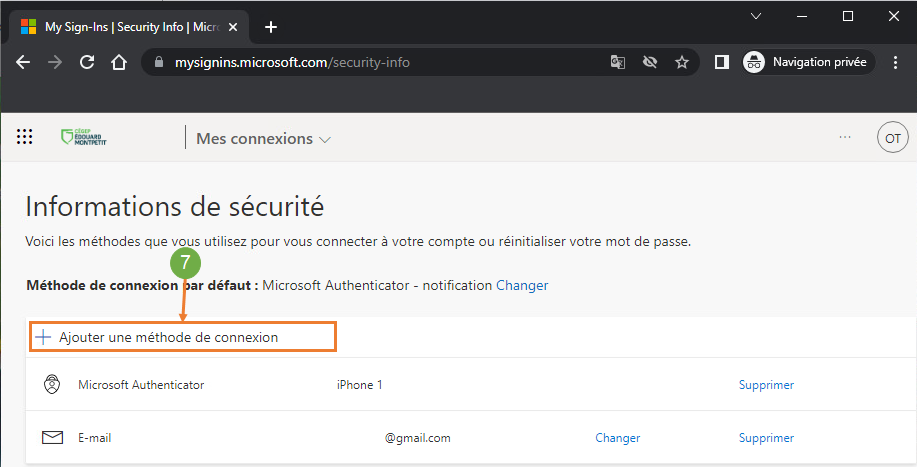 My Sign-Ins | Security Info | Micr
mysignins.microsoft.com/security-info
Navigation privée
CÉGEP
ÉDOUARD
MONTPETIT
Mes connexions
OT
Informations de sécurité
Voici les méthodes que vous utilisez pour vous connecter à votre compte ou réinitialiser votre mot de passe.
7
Méthode de connexion par défaut : Microsoft Authenticator - notification Changer
Ajouter une méthode de connexion
Microsoft Authenticator iPhone 1 Supprimer
E-mail @gmail.com Changer Supprimer